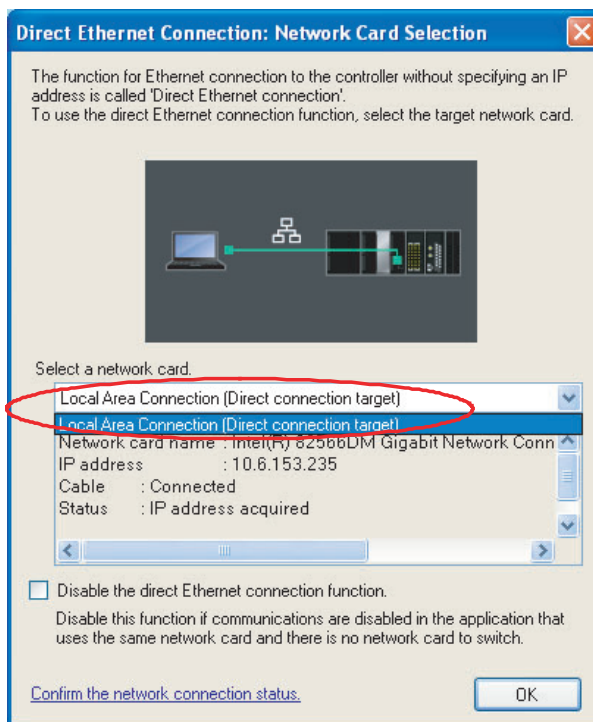 Direct Ethernet Connection: Network Card Selection
The function for Ethernet connection to the controller without specifying an IP
address is called 'Direct Ethernet connection'.
To use the direct Ethernet connection function, select the target network card.
Select a network card.
Local Area Connection (Direct connection target)
Local Area Connection (Direct connection target)
Network card name : Intel(R) 82566DM Gigabit Network Conn
IP address : 10.6.153.235
Cable : Connected
Status : IP address acquired
Disable the direct Ethernet connection function.
Disable this function if communications are disabled in the application that
uses the same network card and there is no network card to switch.
Confirm the network connection status.
OK